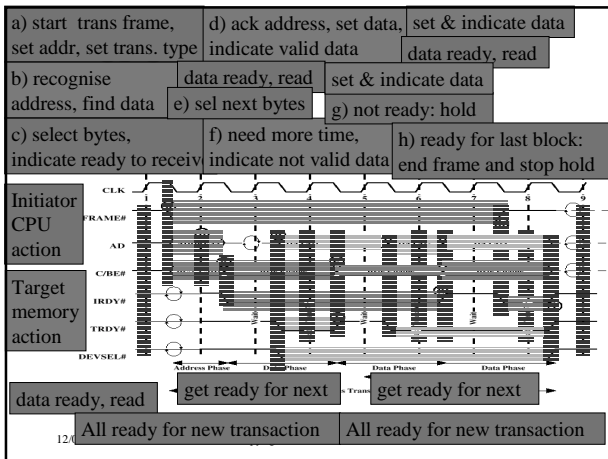 a) start trans frame,
set addr, set trans. type
d) ack address, set data,
indicate valid data
set & indicate data
data ready, read
b) recognise
address, find data
data ready, read
set & indicate data
e) sel next bytes
g) not ready: hold
c) select bytes,
indicate ready to receive
f) need more time,
indicate not valid data
h) ready for last block:
end frame and stop hold
CLK
1 2 3 4 5 6 7 8 9
Initiator
CPU
action
FRAME#
AD
C/BE#
Target
memory
action
IRDY#
TRDY#
DEVSEL#
Wait
Wait
Wait
Address Phase
Phase
Data Phase
Data Phase
get ready for next
get ready for next
data ready, read
All ready for new transaction
All ready for new transaction